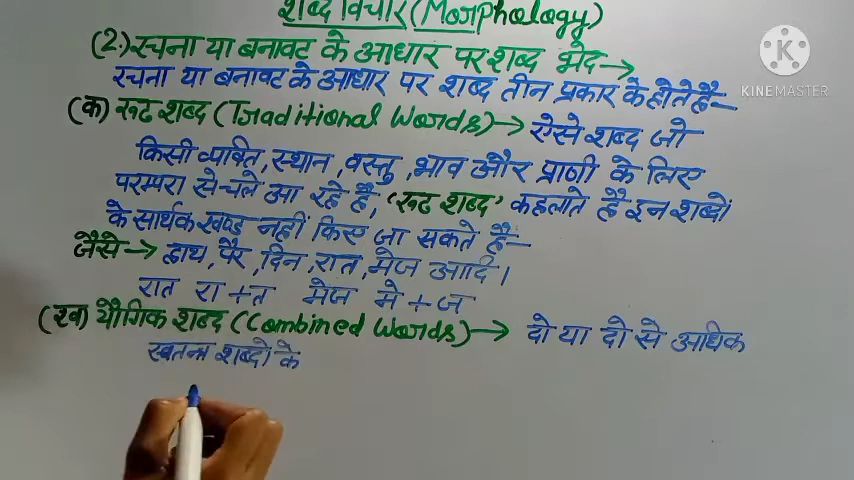 शब्द विचार (Morphology)
(2.) रचना या बनावट के आधार पर शब्द भेद →
रचना या बनावट के आधार पर शब्द तीन प्रकार के होते हैं-
(क) रूढ शब्द (Traditional Words) → ऐसे शब्द जो
किसी व्यक्ति, स्थान, वस्तु, भाव और प्राणी के लिए
परम्परा से चले आ रहे हैं, 'रूढ शब्द' कहलाते हैं इन शब्दों
के सार्थक खण्ड नहीं किए जा सकते हैं-
जैसे → हाथ, पैर, दिन, रात, मेज आदि।
रात रा + त मेज मे + ज
(ख) यौगिक शब्द (Combined Words) → दो या दो से अधिक
स्वतन्त्र शब्दो के
KINEMASTER